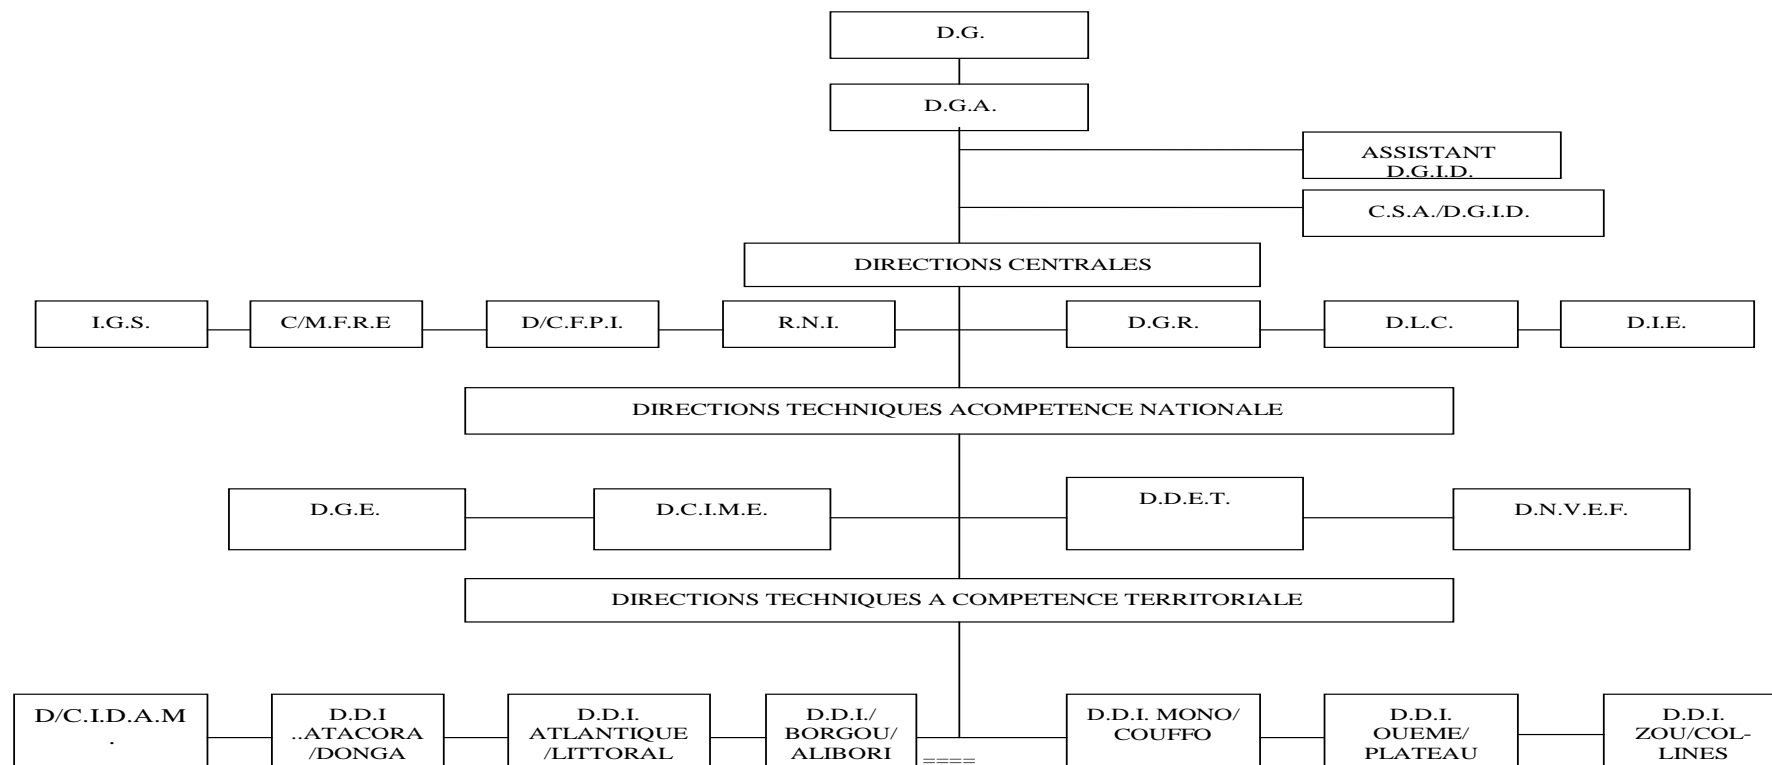 D.G.
D.G.A.
ASSISTANT
D.G.I.D.
C.S.A./D.G.I.D.
DIRECTIONS CENTRALES
I.G.S.
C/M.F.R.E
D/C.F.P.I.
R.N.I.
D.G.R.
D.L.C.
D.I.E.
DIRECTIONS TECHNIQUES ACOMPETENCE NATIONALE
D.G.E.
D.C.I.M.E.
D.D.E.T.
D.N.V.E.F.
DIRECTIONS TECHNIQUES A COMPETENCE TERRITORIALE
D/C.I.D.A.M
.
D.D.I
..ATACORA
/DONGA
D.D.I.
ATLANTIQUE
/LITTORAL
D.D.I./
BORGOU/
ALIBORI
====
D.D.I. MONO/
COUFFO
D.D.I.
OUEME/
PLATEAU
D.D.I.
ZOU/COL-
LINES